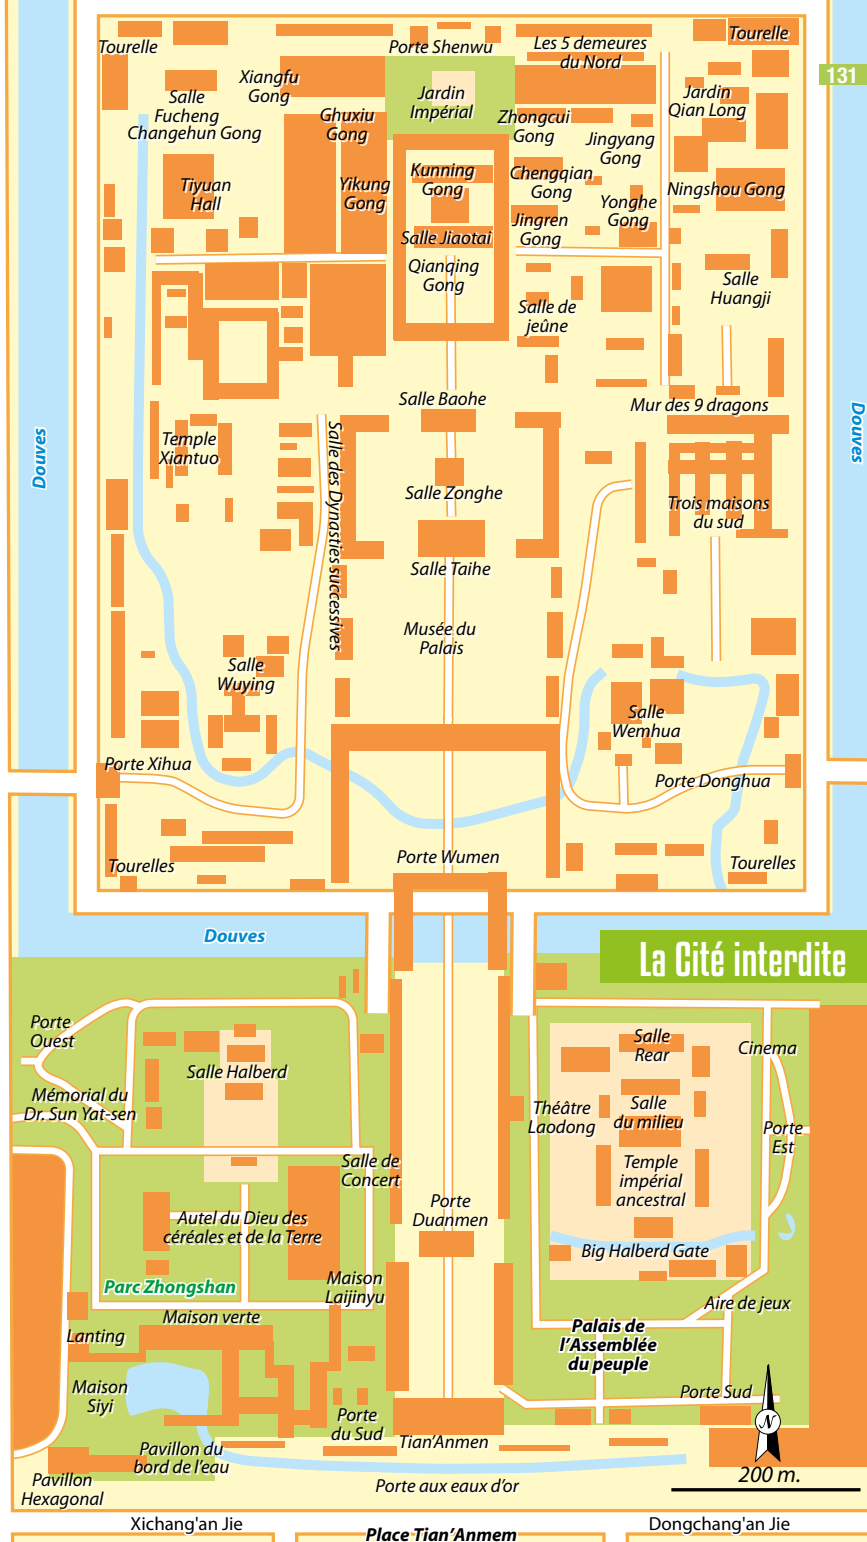 Tourelle
Porte Shenwu
Les 5 demeures
du Nord
Tourelle
131
Xiangfu
Gong
Salle
Fucheng
Changehun Gong
Ghuxiu
Gong
Jardin
Impérial
Zhongcui
Gong
Jardin
Qian Long
Jingyang
Gong
Tiyuan
Hall
Yikung
Gong
Kunning
Gong
Chengqian
Gong
Ningshou Gong
Yonghe
Gong
Jingren
Gong
Salle Jiaotai
Qianqing
Gong
Salle
Huangji
Salle de
jeûne
Salle Baohe
Mur des 9 dragons
Douves
Douves
Temple
Xiantuo
Salle des Dynasties successives
Salle Zonghe
Trois maisons
du sud
Salle Taihe
Musée du
Palais
Salle
Wuying
Salle
Wemhua
Porte Xihua
Porte Donghua
Tourelles
Porte Wumen
Tourelles
Douves
La Cité interdite
Porte
Ouest
Salle
Rear
Cinema
Salle Halberd
Mémorial du
Dr. Sun Yat-sen
Théâtre
Laodong
Salle
du milieu
Porte
Est
Salle de
Concert
Temple
impérial
ancestral
Porte
Duanmen
Autel du Dieu des
céréales et de la Terre
Big Halberd Gate
Parc Zhongshan
Maison
Laijinyu
Aire de jeux
Maison verte
Lanting
Palais de
l'Assemblée
du peuple
Maison
Siyi
Porte Sud
Porte
du Sud
Tian'Anmen
N
Pavillon du
bord de l'eau
Pavillon
Hexagonal
Porte aux eaux d'or
200 m.
Xichang'an Jie
Dongchang'an Jie
Place Tian'Anmem